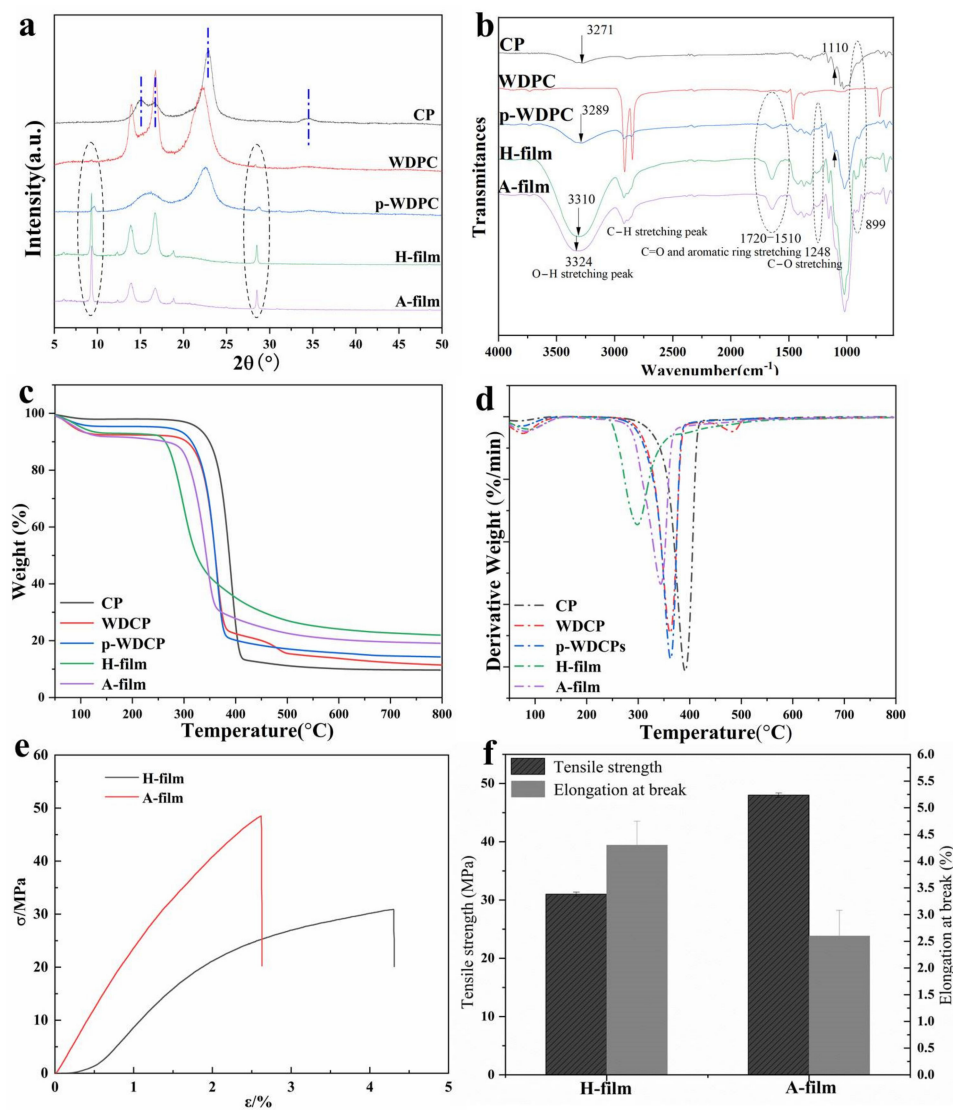 a
CP
WDPC
p-WDPC
H-film
A-film
Intensity(a.u.)
5 10 15 20 25 30 35 40 45 50
2θ (°)
b
CP
3271
1110
WDPC
p-WDPC
3289
H-film
A-film
3310
C−H stretching peak
3324
O−H stretching peak
1720−1510
C=O and aromatic ring stretching
1248
C−O stretching
899
Transmitances
4000 3500 3000 2500 2000 1500 1000
Wavenumber(cm⁻¹)
c
100
80
60
40
20
0
Weight (%)
CP
WDCP
p-WDCP
H-film
A-film
100 200 300 400 500 600 700 800
Temperature(°C)
d
Derivative Weight (%/min)
CP
WDCP
p-WDCPs
H-film
A-film
100 200 300 400 500 600 700 800
Temperature(°C)
e
60
50
40
30
20
10
0
σ/MPa
H-film
A-film
0 1 2 3 4 5
ε/%
f
Tensile strength
Elongation at break
50
40
30
20
10
0
Tensile strength (MPa)
6.0
5.5
5.0
4.5
4.0
3.5
3.0
2.5
2.0
1.5
1.0
0.5
0.0
Elongation at break (%)
H-film A-film